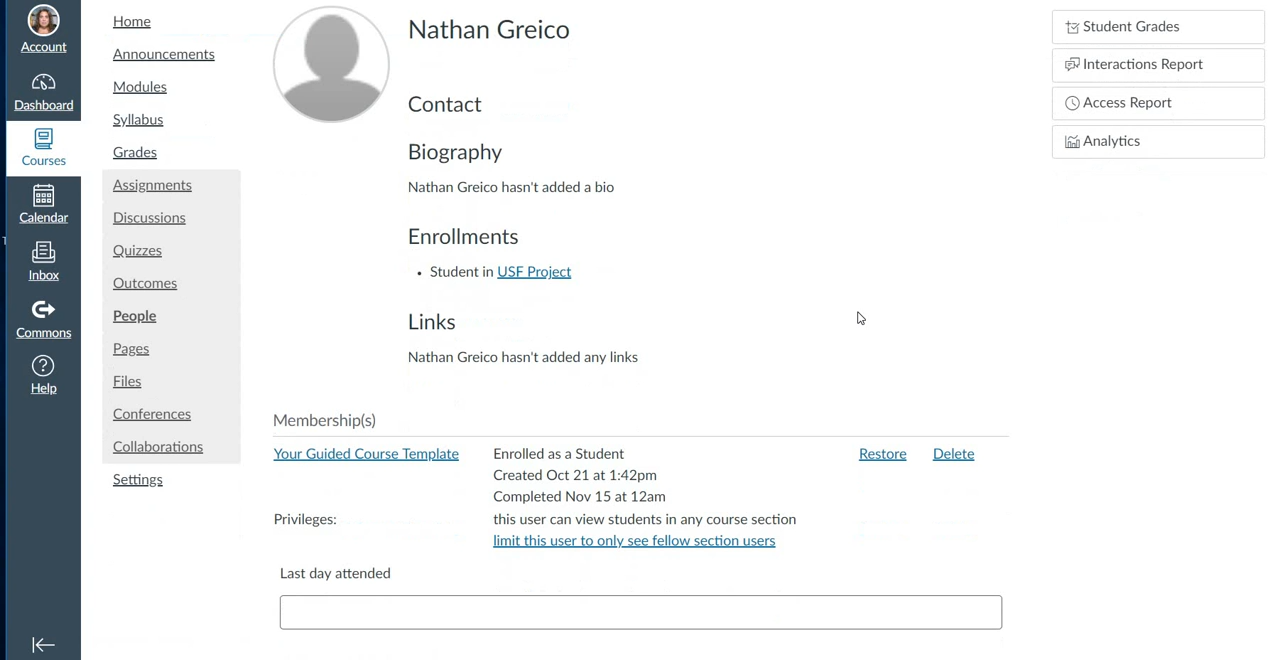 Account
Dashboard
Courses
Calendar
Inbox
Commons
Help
Home
Announcements
Modules
Syllabus
Grades
Assignments
Discussions
Quizzes
Outcomes
People
Pages
Files
Conferences
Collaborations
Settings
Nathan Greico
Contact
Biography
Nathan Greico hasn't added a bio
Enrollments
• Student in USF Project
Links
Nathan Greico hasn't added any links
Membership(s)
Your Guided Course Template Enrolled as a Student Restore Delete
Created Oct 21 at 1:42pm
Completed Nov 15 at 12am
Privileges: this user can view students in any course section
limit this user to only see fellow section users
Last day attended
Student Grades
Interactions Report
Access Report
Analytics